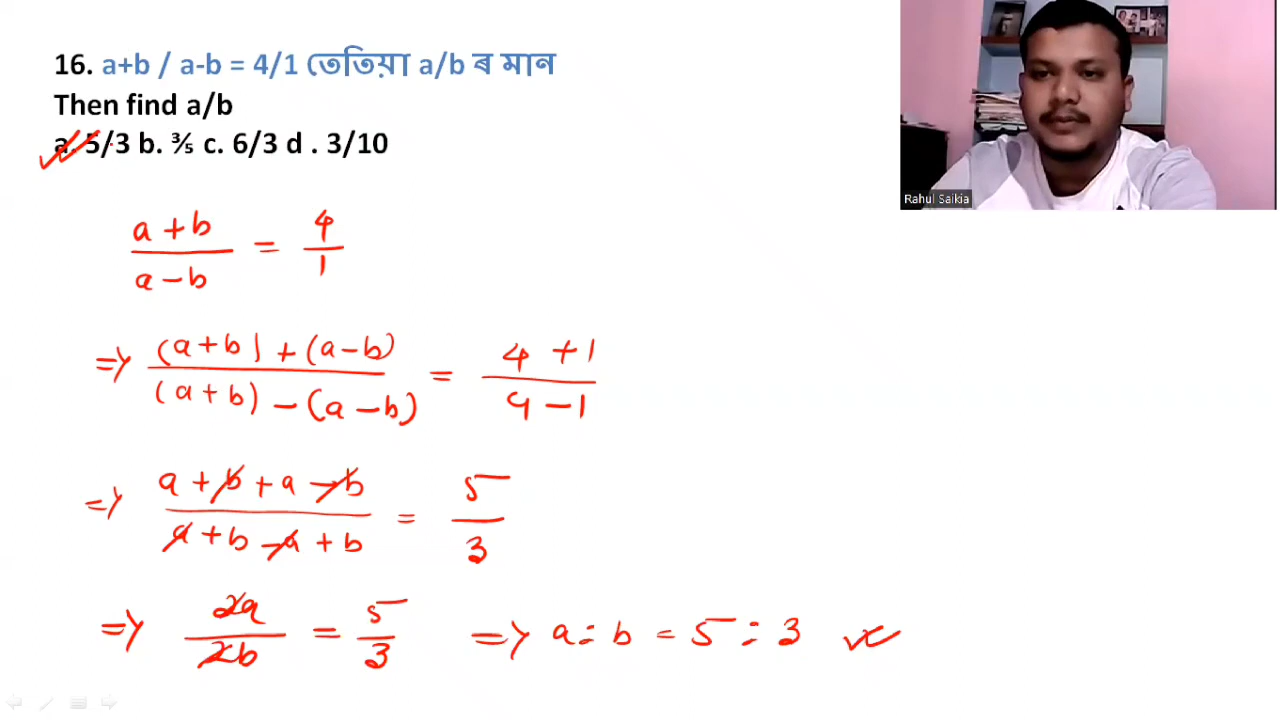 16. a+b / a-b = 4/1 তেতিয়া a/b ৰ মান
Then find a/b
a. 5/3 b. ⅗ c. 6/3 d . 3/10
Rahul Saikia
a + b / a - b = 4 / 1
=> (a + b) + (a - b) / (a + b) - (a - b) = 4 + 1 / 4 - 1
=> a + b + a - b / a + b - a + b = 5 / 3
=> 2a / 2b = 5 / 3 => a : b = 5 : 3